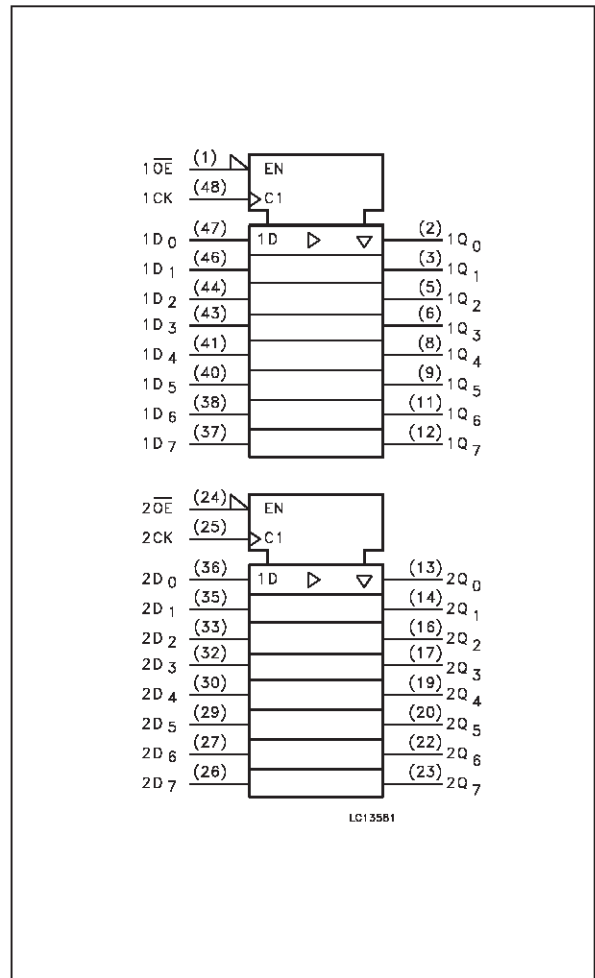 1O̅E̅ (1) EN
1CK (48) C1
1D0 (47) 1D (2) 1Q0
1D1 (46) (3) 1Q1
1D2 (44) (5) 1Q2
1D3 (43) (6) 1Q3
1D4 (41) (8) 1Q4
1D5 (40) (9) 1Q5
1D6 (38) (11) 1Q6
1D7 (37) (12) 1Q7
2O̅E̅ (24) EN
2CK (25) C1
2D0 (36) 1D (13) 2Q0
2D1 (35) (14) 2Q1
2D2 (33) (16) 2Q2
2D3 (32) (17) 2Q3
2D4 (30) (19) 2Q4
2D5 (29) (20) 2Q5
2D6 (27) (22) 2Q6
2D7 (26) (23) 2Q7
LC13581